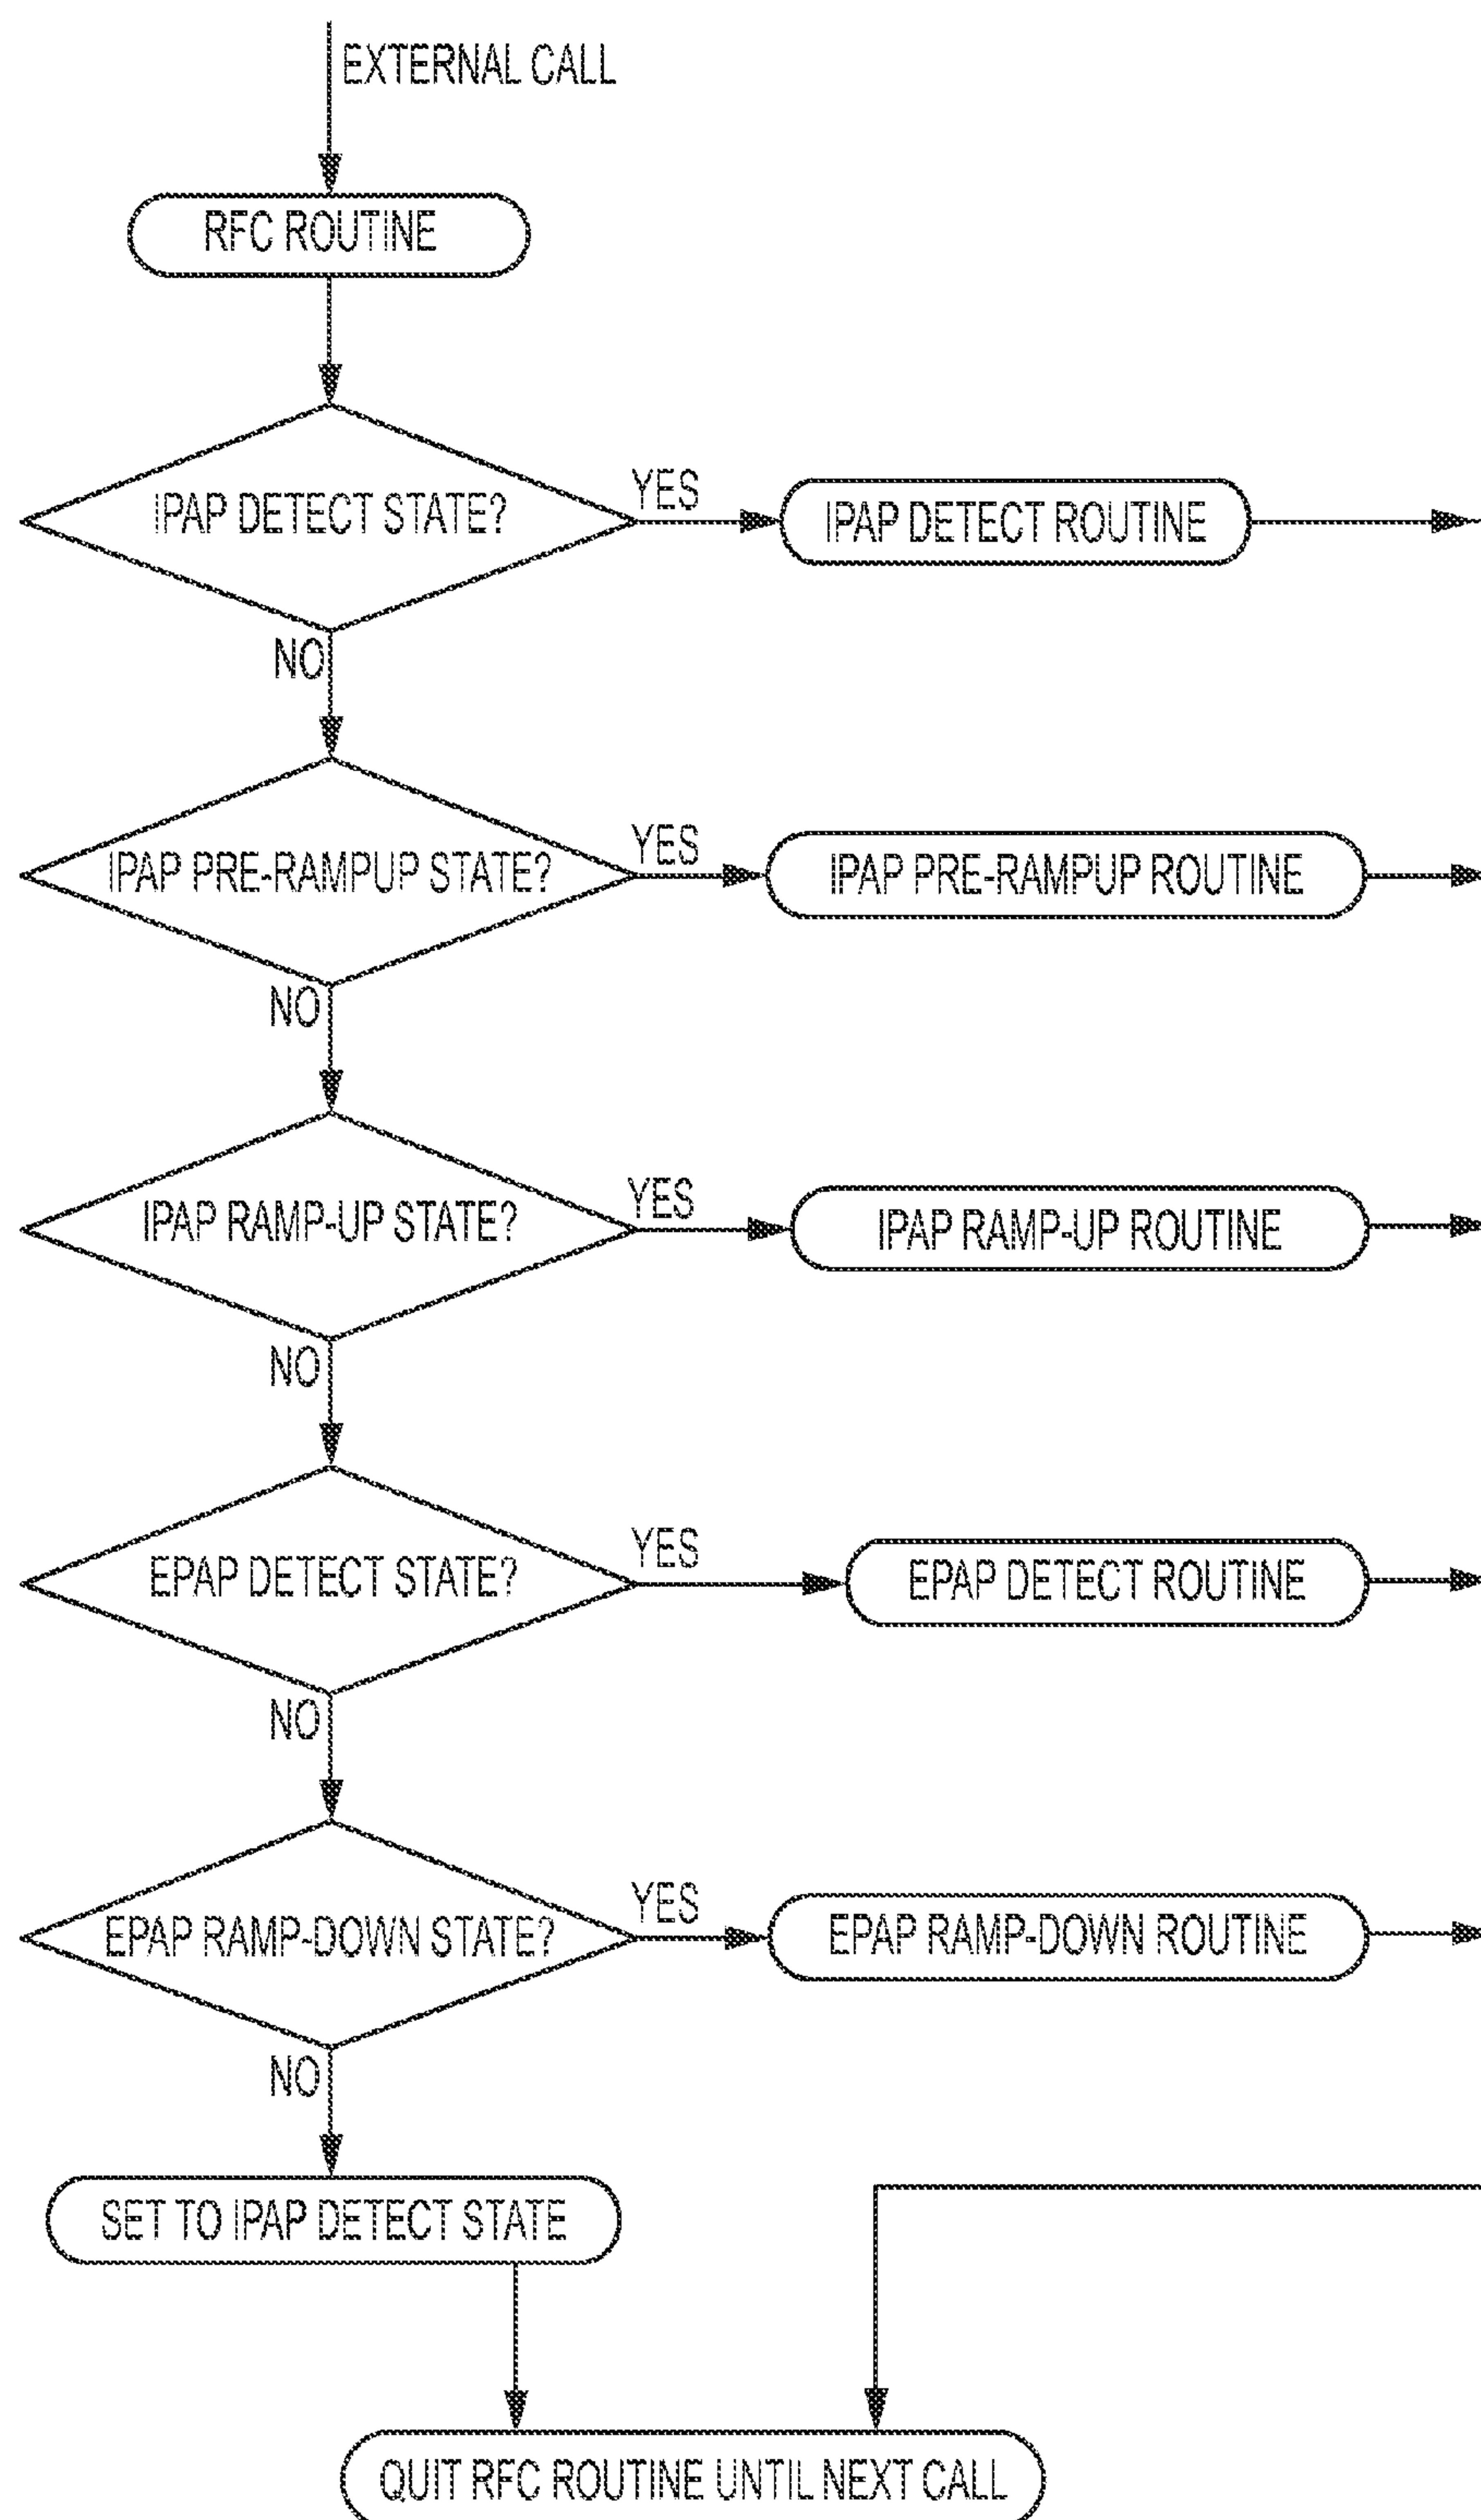 EXTERNAL CALL
RFC ROUTINE
IPAP DETECT STATE?
YES
IPAP DETECT ROUTINE
NO
IPAP PRE-RAMPUP STATE?
YES
IPAP PRE-RAMPUP ROUTINE
NO
IPAP RAMP-UP STATE?
YES
IPAP RAMP-UP ROUTINE
NO
EPAP DETECT STATE?
YES
EPAP DETECT ROUTINE
NO
EPAP RAMP-DOWN STATE?
YES
EPAP RAMP-DOWN ROUTINE
NO
SET TO IPAP DETECT STATE
QUIT RFC ROUTINE UNTIL NEXT CALL